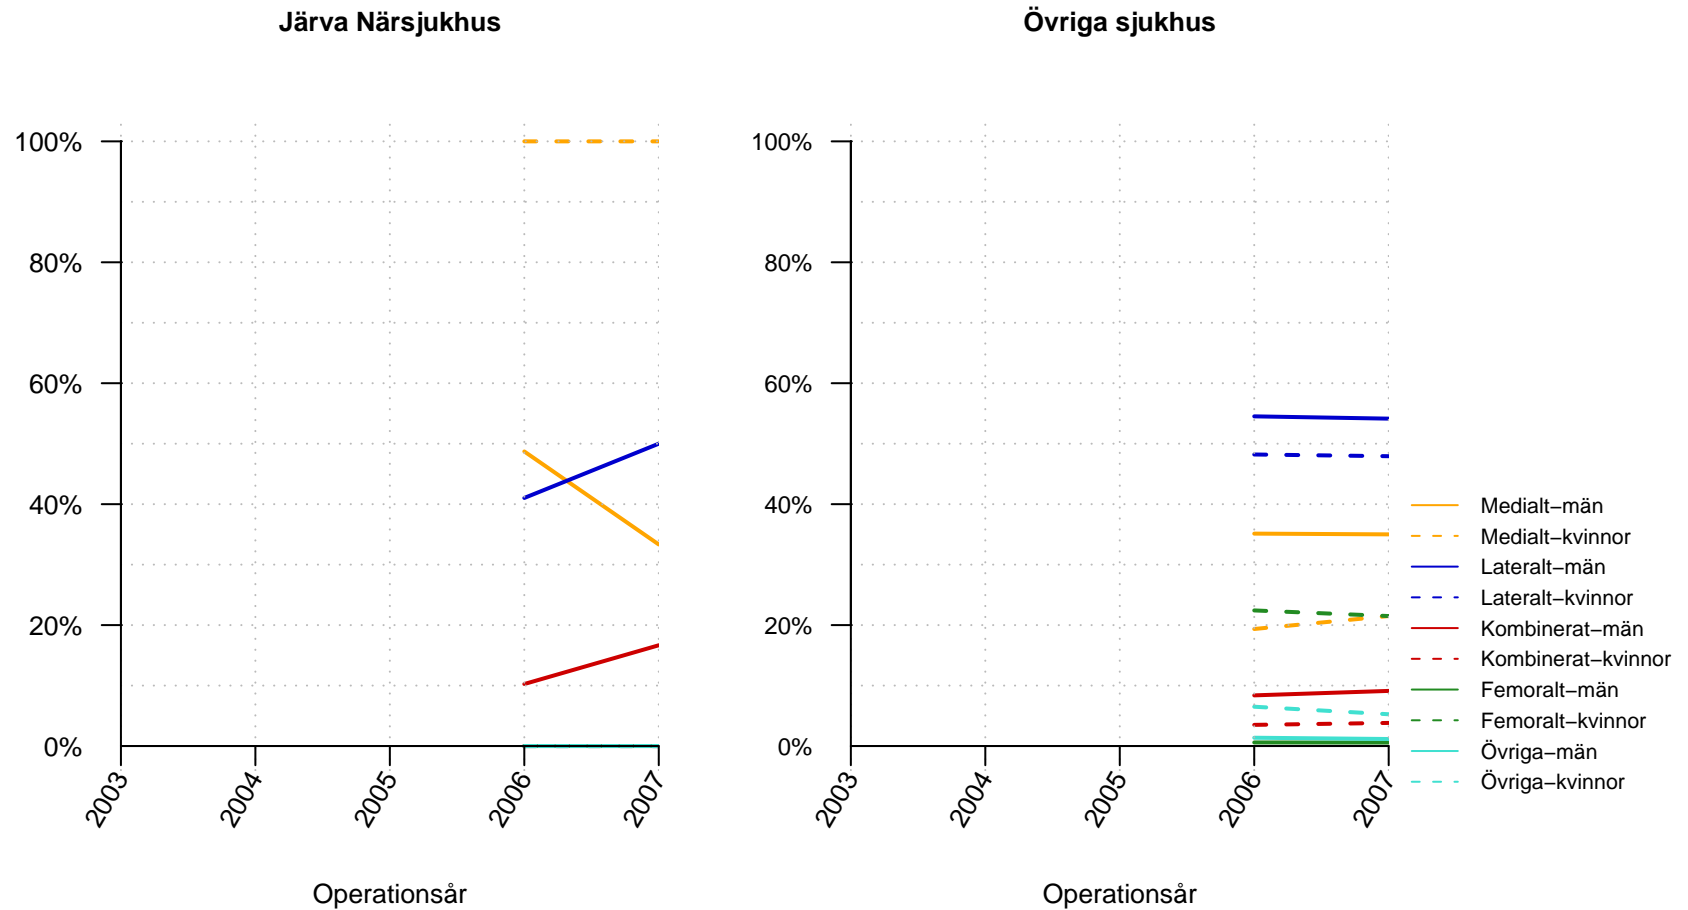 Järva Närsjukhus
100%
80%
60%
40%
20%
0%
2003
2004
2005
2006
2007
Operationsår
Övriga sjukhus
100%
80%
60%
40%
20%
0%
2003
2004
2005
2006
2007
Operationsår
Medialt−män
Medialt−kvinnor
Lateralt−män
Lateralt−kvinnor
Kombinerat−män
Kombinerat−kvinnor
Femoralt−män
Femoralt−kvinnor
Övriga−män
Övriga−kvinnor